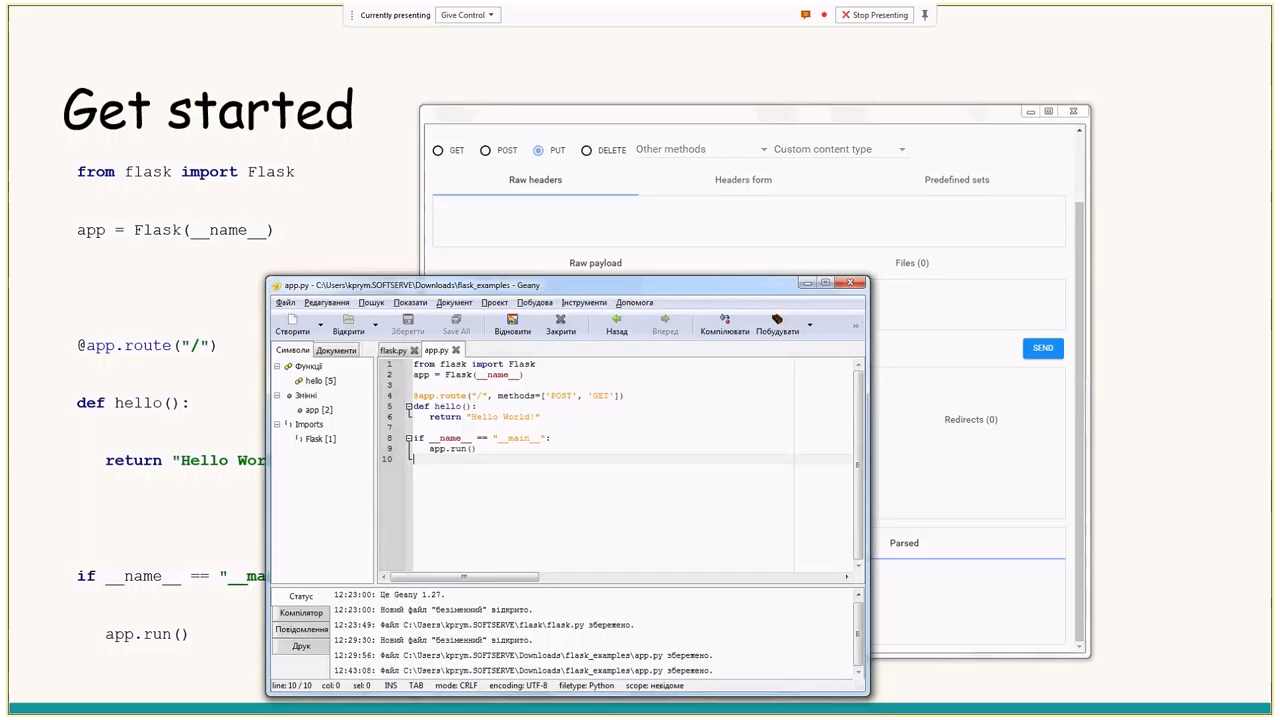 Currently presenting
Give Control
Stop Presenting
Get started
from flask import Flask
app = Flask(__name__)
@app.route("/")
def hello():
return "Hello
if __name__ ==
app.run()
GET
POST
PUT
DELETE
Other methods
Custom content type
Raw headers
Headers form
Predefined sets
Raw payload
Files (0)
SEND
Redirects (0)
Parsed
app.py - C:\Users\kprym.SOFTSERVE\Downloads\flask_examples - Geany
Файл Редагування Пошук Показати Документ Проект Побудова Інструменти Допомога
Створити Відкрити Зберегти Save All Відновити Закрити Назад Вперед Компілювати Побудувати
Символи Документи
flask.py app.py
Функції
hello [5]
Змінні
app [2]
Imports
Flask [1]
1 from flask import Flask
2 app = Flask(__name__)
3
4 @app.route("/", methods=['POST', 'GET'])
5 def hello():
6 return "Hello World!"
7
8 if __name__ == "__main__":
9 app.run()
10
Статус
Компілятор
Повідомлення
Друк
12:23:00: Це Geany 1.27.
12:23:00: Новий файл "безіменний" відкрито.
12:23:49: Файл C:\Users\kprym.SOFTSERVE\flask\flask.py збережено.
12:29:30: Новий файл "безіменний" відкрито.
12:29:56: Файл C:\Users\kprym.SOFTSERVE\Downloads\flask_examples\app.py збережено.
12:43:08: Файл C:\Users\kprym.SOFTSERVE\Downloads\flask_examples\app.py збережено.
line: 10 / 10 col: 0 sel: 0 INS TAB mode: CRLF encoding: UTF-8 filetype: Python scope: невідоме